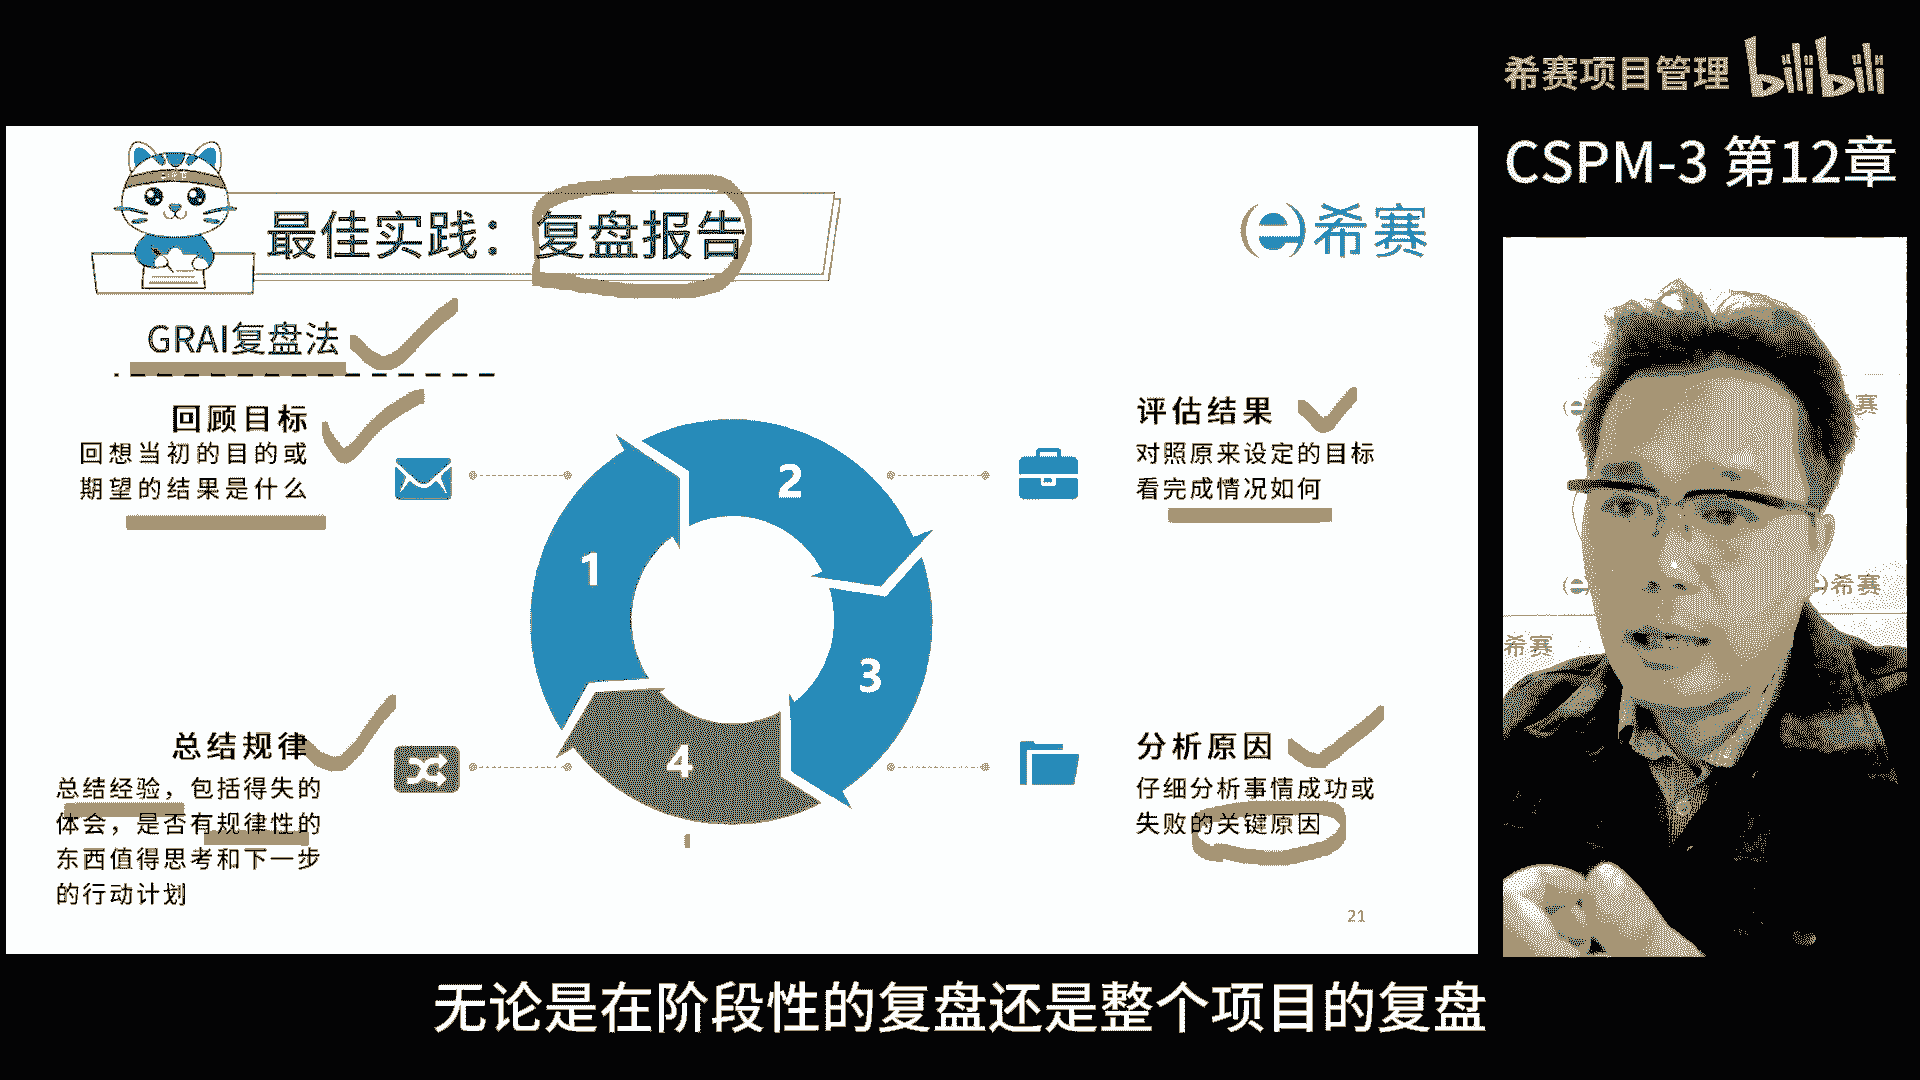 希赛项目管理 bilibili
CSPM-3 第12章
最佳实践：复盘报告
(e)希赛
GRAI复盘法
回顾目标
回想当初的目的或
期望的结果是什么
评估结果
对照原来设定的目标
看完成情况如何
1
2
3
4
总结规律
总结经验，包括得失的
体会，是否有规律性的
东西值得思考和下一步
的行动计划
分析原因
仔细分析事情成功或
失败的关键原因
21
赛
希赛
希赛
无论是在阶段性的复盘还是整个项目的复盘